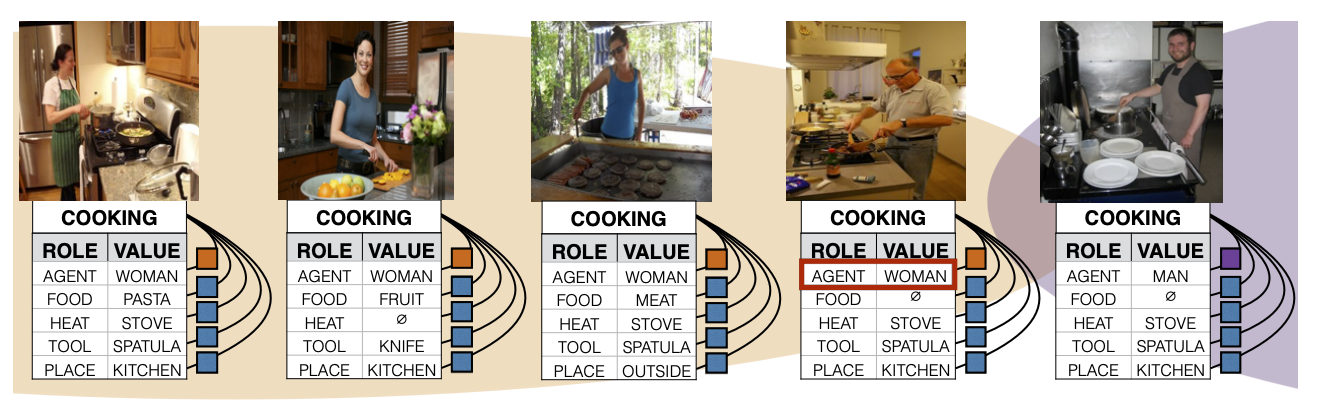 COOKING
ROLE VALUE
AGENT WOMAN
FOOD PASTA
HEAT STOVE
TOOL SPATULA
PLACE KITCHEN
COOKING
ROLE VALUE
AGENT WOMAN
FOOD FRUIT
HEAT ∅
TOOL KNIFE
PLACE KITCHEN
COOKING
ROLE VALUE
AGENT WOMAN
FOOD MEAT
HEAT STOVE
TOOL SPATULA
PLACE OUTSIDE
COOKING
ROLE VALUE
AGENT WOMAN
FOOD ∅
HEAT STOVE
TOOL SPATULA
PLACE KITCHEN
COOKING
ROLE VALUE
AGENT MAN
FOOD ∅
HEAT STOVE
TOOL SPATULA
PLACE KITCHEN